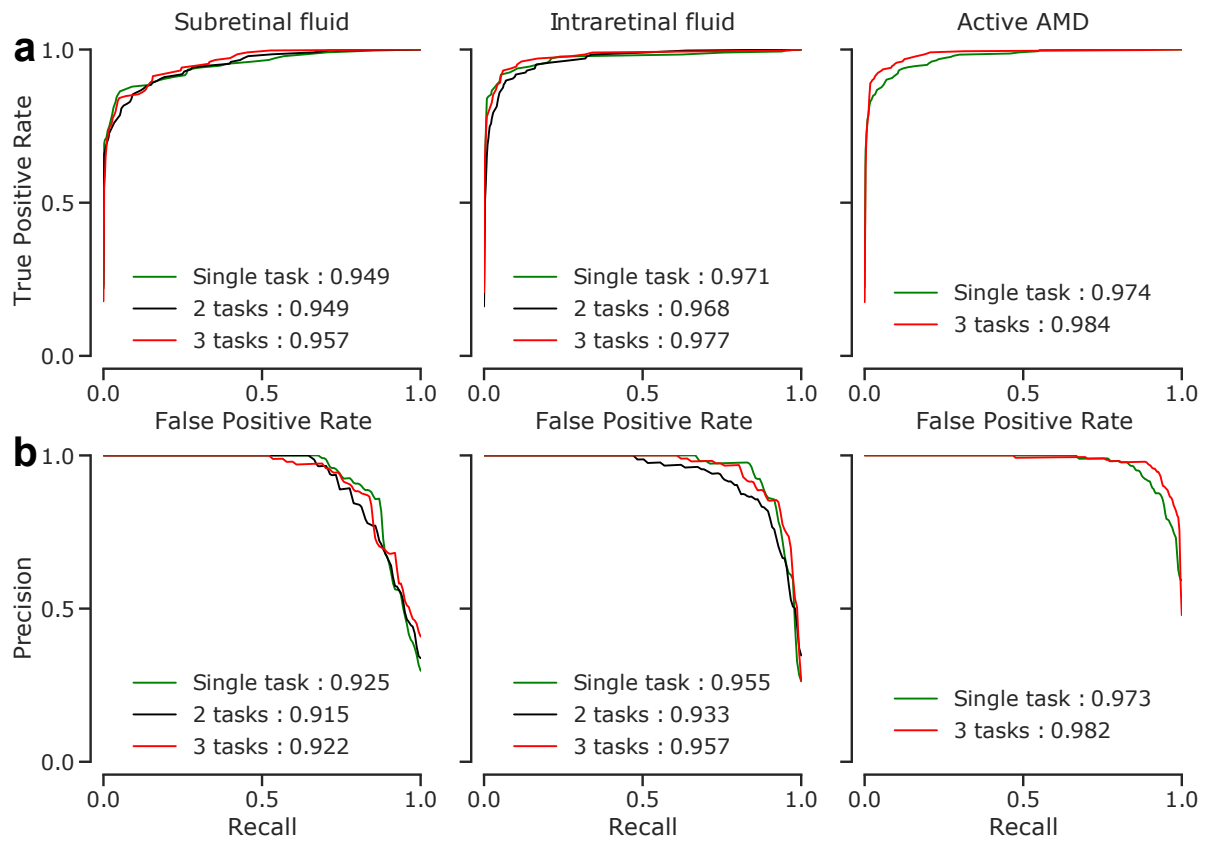 Subretinal fluid
Intraretinal fluid
Active AMD
a
1.0
0.5
0.0
True Positive Rate
Single task : 0.949
2 tasks : 0.949
3 tasks : 0.957
Single task : 0.971
2 tasks : 0.968
3 tasks : 0.977
Single task : 0.974
3 tasks : 0.984
0.0 0.5 1.0
0.0 0.5 1.0
0.0 0.5 1.0
False Positive Rate
False Positive Rate
False Positive Rate
b
1.0
0.5
0.0
Precision
Single task : 0.925
2 tasks : 0.915
3 tasks : 0.922
Single task : 0.955
2 tasks : 0.933
3 tasks : 0.957
Single task : 0.973
3 tasks : 0.982
0.0 0.5 1.0
0.0 0.5 1.0
0.0 0.5 1.0
Recall
Recall
Recall